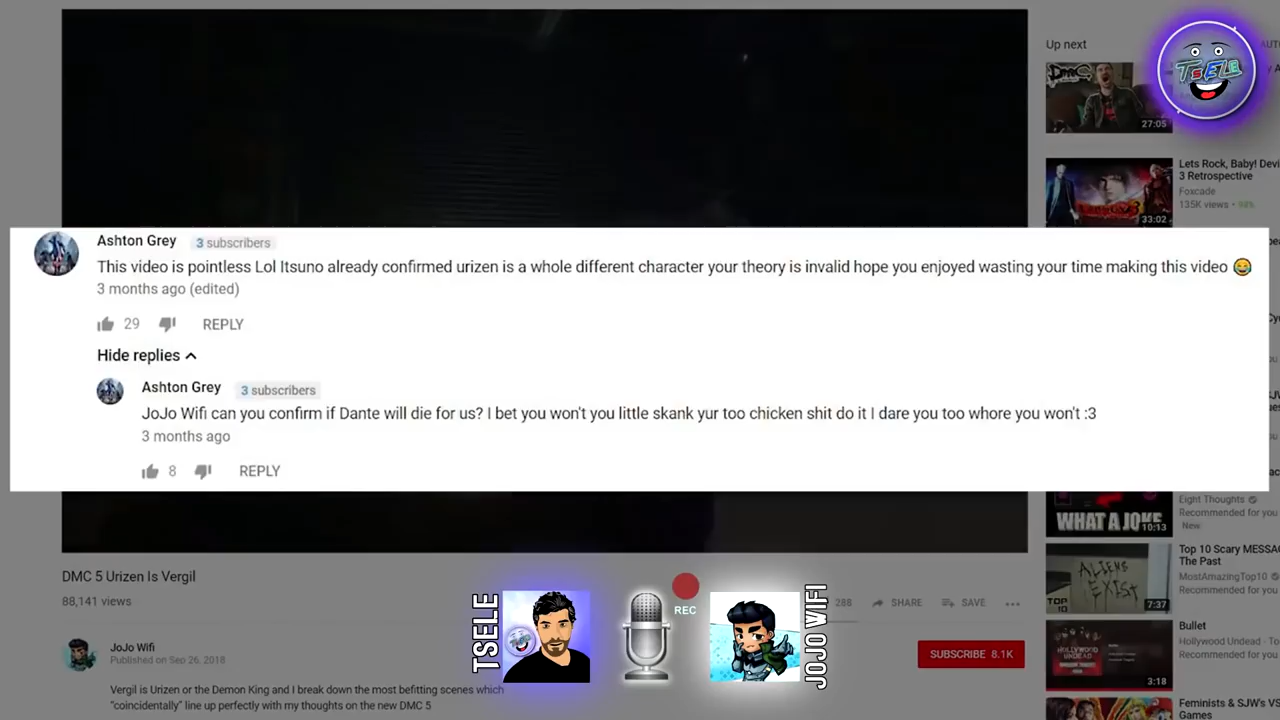 Up next
TSELE
27:05
Lets Rock, Baby! Devi
3 Retrospective
Foxcade
135K views • 98%
33:02
Ashton Grey 3 subscribers
This video is pointless Lol Itsuno already confirmed urizen is a whole different character your theory is invalid hope you enjoyed wasting your time making this video 😂
3 months ago (edited)
29 REPLY
Hide replies
Ashton Grey 3 subscribers
JoJo Wifi can you confirm if Dante will die for us? I bet you won't you little skank yur too chicken shit do it I dare you too whore you won't :3
3 months ago
8 REPLY
Eight Thoughts
Recommended for you
New
WHAT A JOKE
10:13
DMC 5 Urizen Is Vergil
88,141 views
288 SHARE SAVE
TSELE
REC
JOJO WIFI
Top 10 Scary MESSAG
The Past
MostAmazingTop10
Recommended for you
ALIENS
EXIST
TOP
10
7:37
JoJo Wifi
Published on Sep 26, 2018
SUBSCRIBE 8.1K
Vergil is Urizen or the Demon King and I break down the most befitting scenes which
"coincidentally" line up perfectly with my thoughts on the new DMC 5
Bullet
Hollywood Undead - Top
Recommended for you
3:18
Feminists & SJW's VS
Games